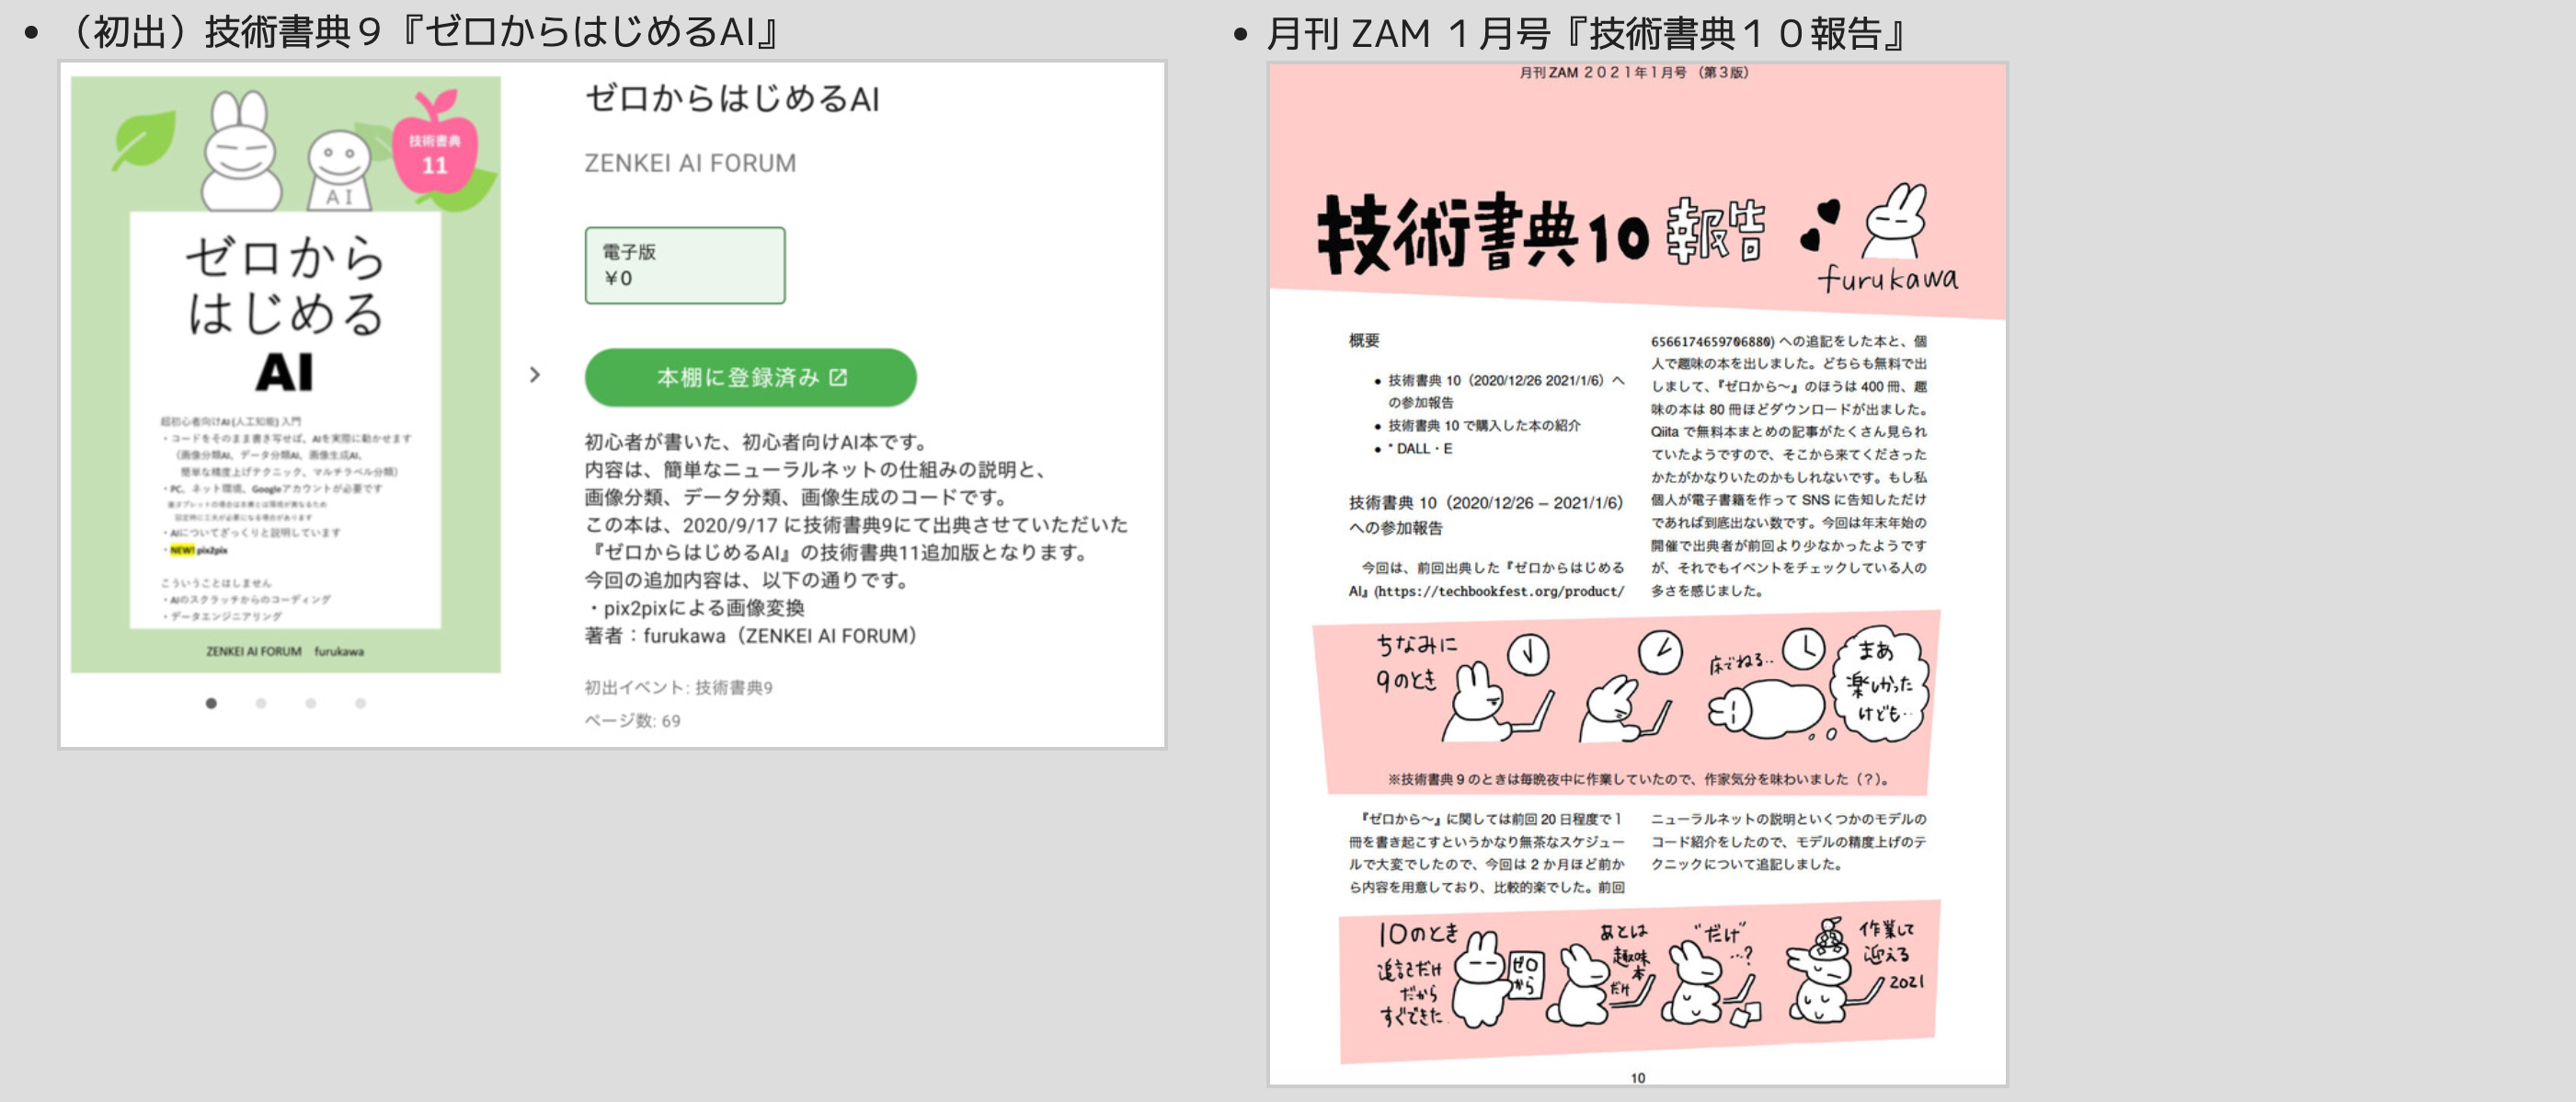 • （初出）技術書典９『ゼロからはじめるAI』
技術書典
11
AI
ゼロから
はじめる
AI
超初心者向けAI(人工知能)入門
・コードをそのまま書き写せば、AIを実際に動かせます
（画像分類AI、データ分類AI、画像生成AI、
簡単な精度上げテクニック、マルチラベル分類）
・PC、ネット環境、Googleアカウントが必要です
・AIについてざっくりと説明しています
・NEW! pix2pix
こういうことはしません
・AIのスクラッチからのコーディング
・データエンジニアリング
ZENKEI AI FORUM furukawa
ゼロからはじめるAI
ZENKEI AI FORUM
電子版
￥0
本棚に登録済み
初心者が書いた、初心者向けAI本です。
内容は、簡単なニューラルネットの仕組みの説明と、
画像分類、データ分類、画像生成のコードです。
この本は、2020/9/17 に技術書典9にて出典させていただいた
『ゼロからはじめるAI』の技術書典11追加版となります。
今回の追加内容は、以下の通りです。
・pix2pixによる画像変換
著者：furukawa（ZENKEI AI FORUM）
初出イベント: 技術書典9
ページ数: 69
• 月刊 ZAM １月号『技術書典１０報告』
月刊 ZAM ２０２１年１月号 （第３版）
技術書典10 報告
furukawa
概要
• 技術書典 10（2020/12/26 2021/1/6）へ
の参加報告
• 技術書典 10 で購入した本の紹介
• * DALL・E
技術書典 10（2020/12/26 – 2021/1/6）
への参加報告
今回は、前回出典した『ゼロからはじめる
AI』(https://techbookfest.org/product/
6566174659706880) への追記をした本と、個
人で趣味の本を出しました。どちらも無料で出
しまして、『ゼロから～』のほうは 400 冊、趣
味の本は 80 冊ほどダウンロードが出ました。
Qiita で無料本まとめの記事がたくさん見られ
ていたようですので、そこから来てくださった
かたがかなりいたのかもしれないです。もし私
個人が電子書籍を作って SNS に告知しただけ
であれば到底出ない数です。今回は年末年始の
開催で出典者が前回より少なかったようです
が、それでもイベントをチェックしている人の
多さを感じました。
ちなみに
9のとき
床でねる‥
まあ
楽しかった
けども‥
※技術書典 9 のときは毎晩夜中に作業していたので、作家気分を味わいました（？）。
『ゼロから～』に関しては前回 20 日程度で 1
冊を書き起こすというかなり無茶なスケジュー
ルで大変でしたので、今回は 2 か月ほど前か
ら内容を用意しており、比較的楽でした。前回
ニューラルネットの説明といくつかのモデルの
コード紹介をしたので、モデルの精度上げのテ
クニックについて追記しました。
10のとき
追記だけ
だから
すぐできた
ゼロ
から
あとは
趣味
本
だけ
"だけ"
…?
作業して
迎える
2021
10